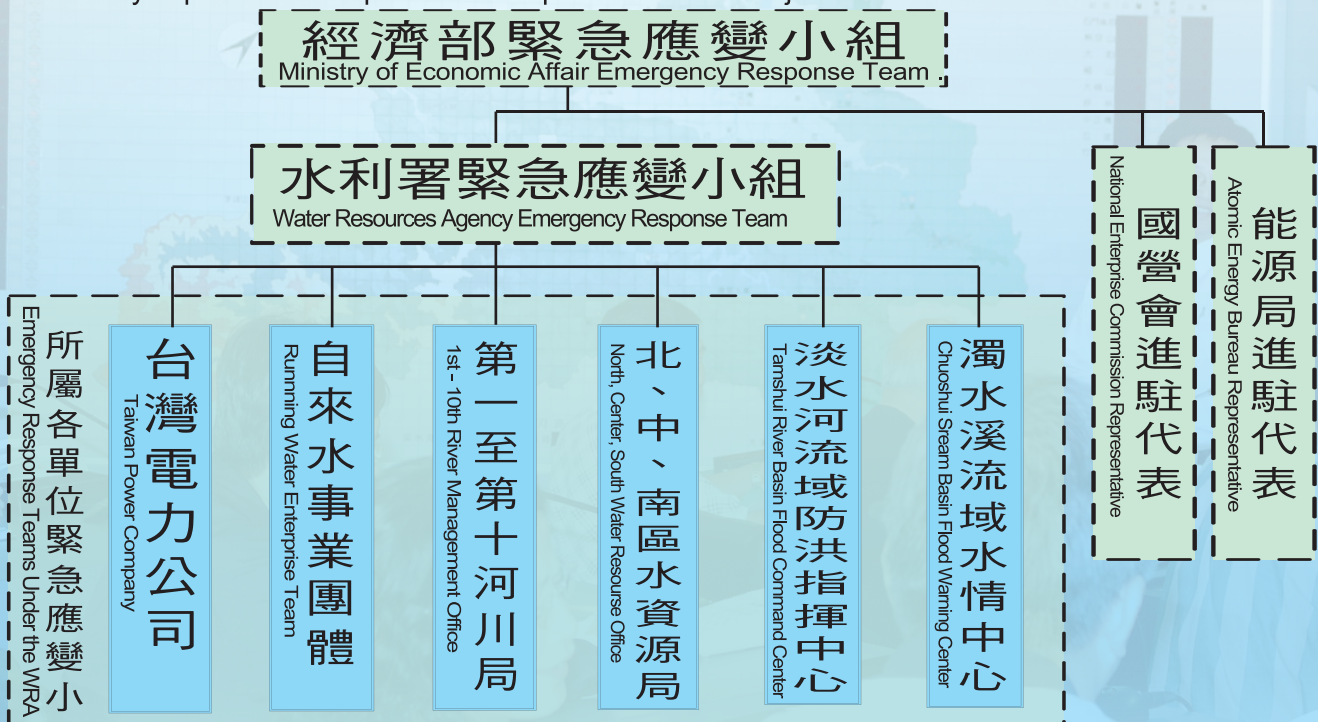 經濟部緊急應變小組
Ministry of Economic Affair Emergency Response Team .
水利署緊急應變小組
Water Resources Agency Emergency Response Team
國營會進駐代表
National Enterprise Commission Representative
能源局進駐代表
Atomic Energy Bureau Representative
所屬各單位緊急應變小
Emergency Response Teams Under the WRA
台灣電力公司
Taiwan Power Company
自來水事業團體
Runnning Water Enterprise Team
第一至第十河川局
1st - 10th River Management Office
北、中、南區水資源局
North, Center, South Water Resourse Office
淡水河流域防洪指揮中心
Tamshui River Basin Flood Command Center
濁水溪流域水情中心
Chuoshui Sream Basin Flood Warning Center